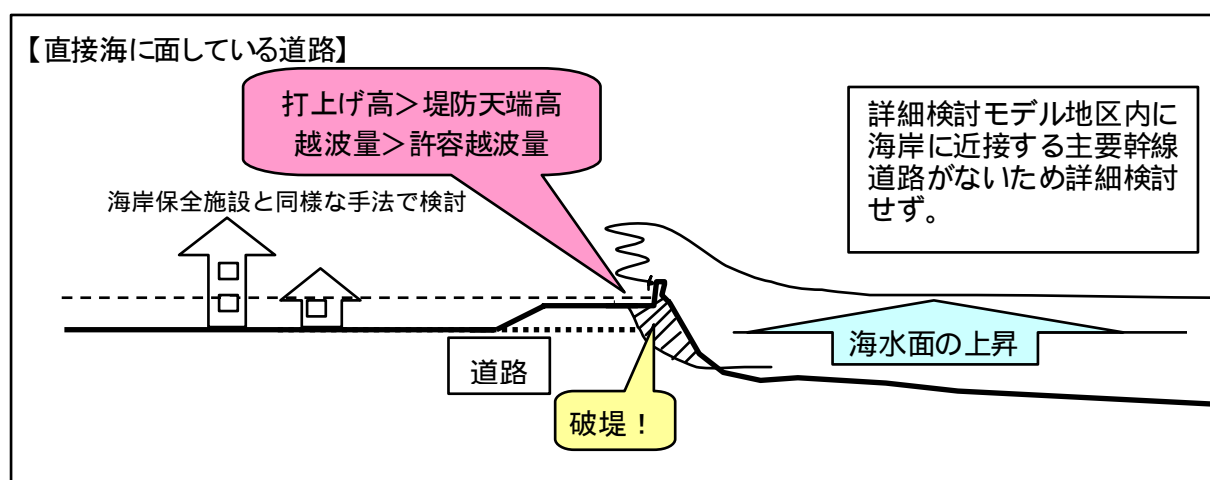 【直接海に面している道路】
打上げ高＞堤防天端高
越波量＞許容越波量
詳細検討モデル地区内に
海岸に近接する主要幹線
道路がないため詳細検討
せず。
海岸保全施設と同様な手法で検討
海水面の上昇
道路
破堤！